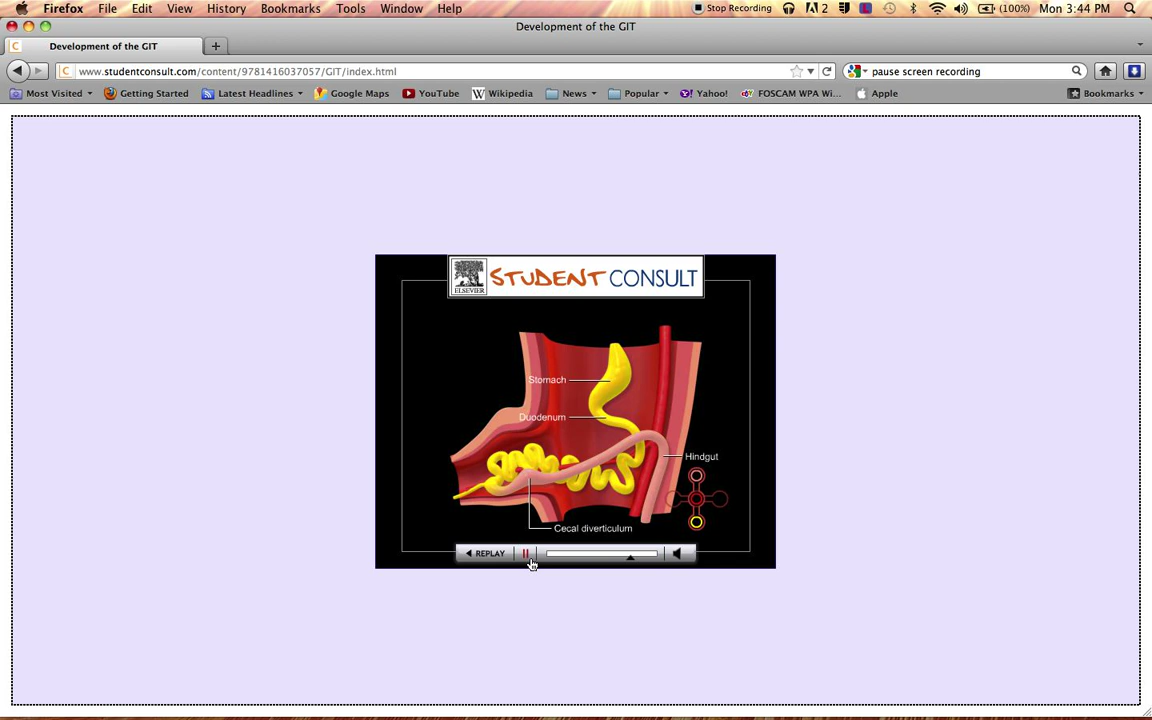 Firefox File Edit View History Bookmarks Tools Window Help Stop Recording 2 (100%) Mon 3:44 PM
Development of the GIT
C Development of the GIT +
C www.studentconsult.com/content/9781416037057/GIT/index.html pause screen recording
Most Visited Getting Started Latest Headlines Google Maps YouTube W Wikipedia News Popular Y! Yahoo! FOSCAM WPA Wi... Apple Bookmarks
ELSEVIER STUDENT CONSULT
Stomach
Duodenum
Hindgut
Cecal diverticulum
REPLAY